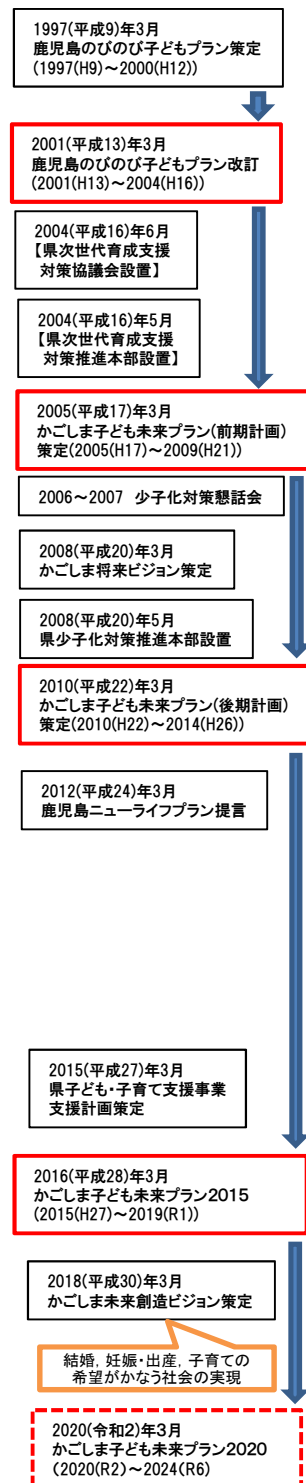 1997(平成9)年3月
鹿児島のびのび子どもプラン策定
(1997(H9)～2000(H12))
2001(平成13)年3月
鹿児島のびのび子どもプラン改訂
(2001(H13)～2004(H16))
2004(平成16)年6月
【県次世代育成支援
対策協議会設置】
2004(平成16)年5月
【県次世代育成支援
対策推進本部設置】
2005(平成17)年3月
かごしま子ども未来プラン(前期計画)
策定(2005(H17)～2009(H21))
2006～2007 少子化対策懇話会
2008(平成20)年3月
かごしま将来ビジョン策定
2008(平成20)年5月
県少子化対策推進本部設置
2010(平成22)年3月
かごしま子ども未来プラン(後期計画)
策定(2010(H22)～2014(H26))
2012(平成24)年3月
鹿児島ニューライフプラン提言
2015(平成27)年3月
県子ども・子育て支援事業
支援計画策定
2016(平成28)年3月
かごしま子ども未来プラン2015
(2015(H27)～2019(R1))
2018(平成30)年3月
かごしま未来創造ビジョン策定
結婚，妊娠・出産，子育ての
希望がかなう社会の実現
2020(令和2)年3月
かごしま子ども未来プラン2020
(2020(R2)～2024(R6)